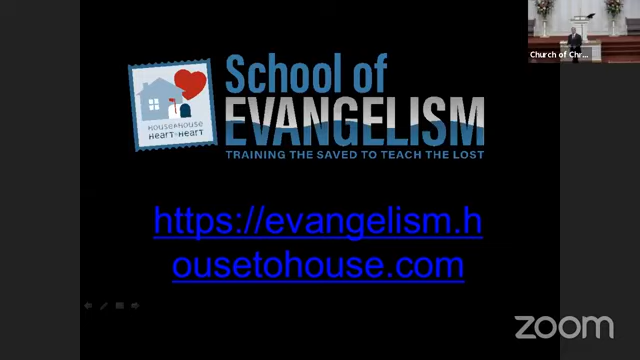 Church of Chr...
School of
EVANGELISM
TRAINING THE SAVED TO TEACH THE LOST
HOUSE TO HOUSE
HEART TO HEART
https://evangelism.h
ousetohouse.com
zoom